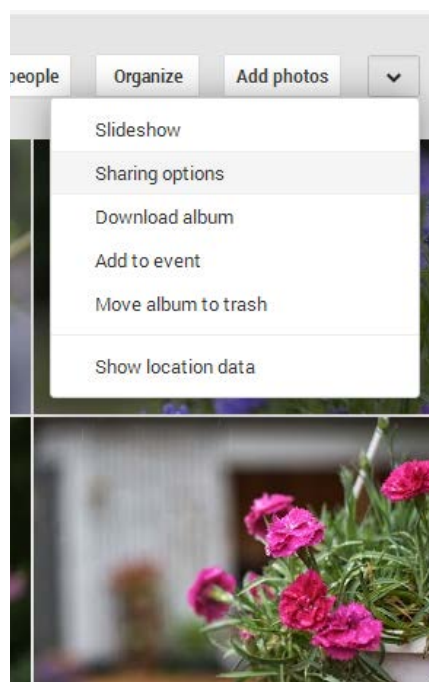 people
Organize
Add photos
Slideshow
Sharing options
Download album
Add to event
Move album to trash
Show location data